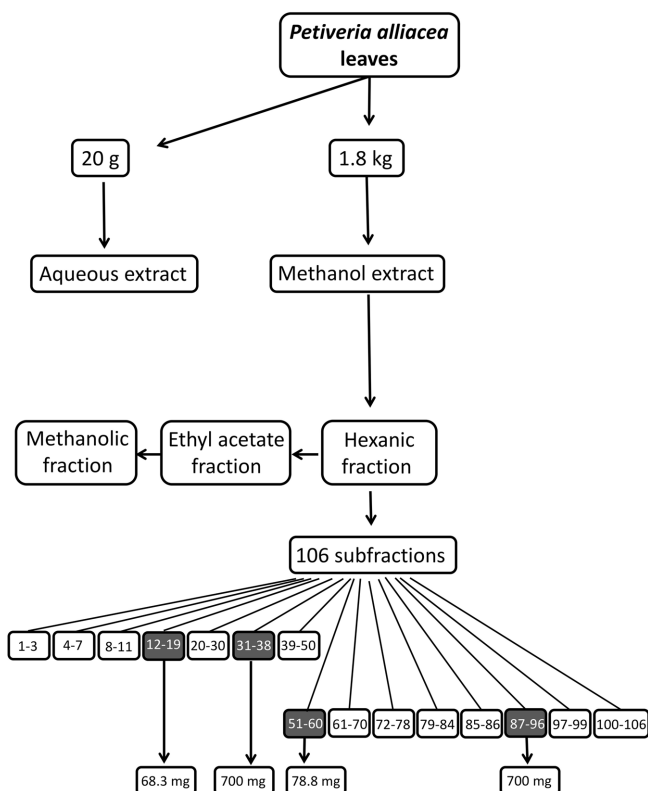 Petiveria alliacea
leaves
20 g
1.8 kg
Aqueous extract
Methanol extract
Methanolic
fraction
Ethyl acetate
fraction
Hexanic
fraction
106 subfractions
1-3
4-7
8-11
12-19
20-30
31-38
39-50
51-60
61-70
72-78
79-84
85-86
87-96
97-99
100-106
68.3 mg
700 mg
78.8 mg
700 mg